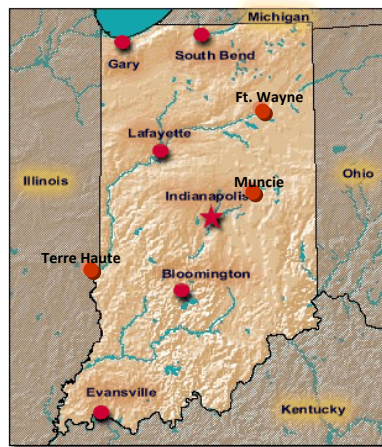 Michigan
South Bend
Gary
Ft. Wayne
Lafayette
Ohio
Illinois
Muncie
Indianapolis
Terre Haute
Bloomington
Evansville
Kentucky